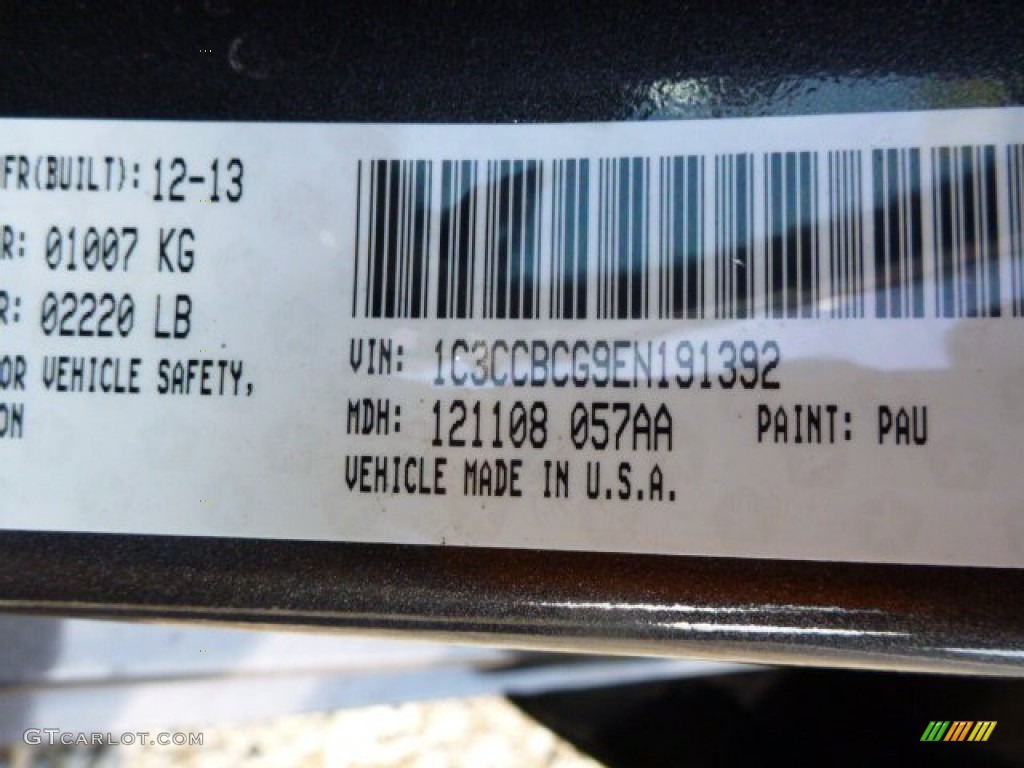 MFR(BUILT): 12-13
R: 01007 KG
R: 02220 LB
OR VEHICLE SAFETY,
ON
VIN: 1C3CCBCG9EN191392
MDH: 121108 057AA PAINT: PAU
VEHICLE MADE IN U.S.A.
GTCARLOT.COM